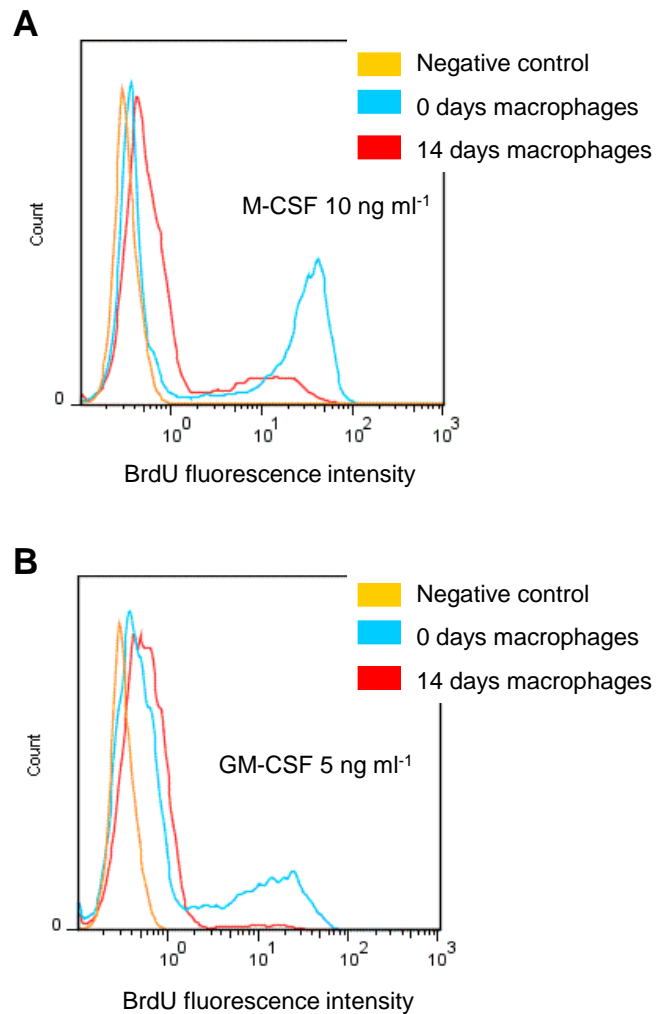 A
Negative control
0 days macrophages
14 days macrophages
M-CSF 10 ng ml-1
Count
0
10^0 10^1 10^2 10^3
BrdU fluorescence intensity
B
Negative control
0 days macrophages
14 days macrophages
GM-CSF 5 ng ml-1
Count
0
10^0 10^1 10^2 10^3
BrdU fluorescence intensity